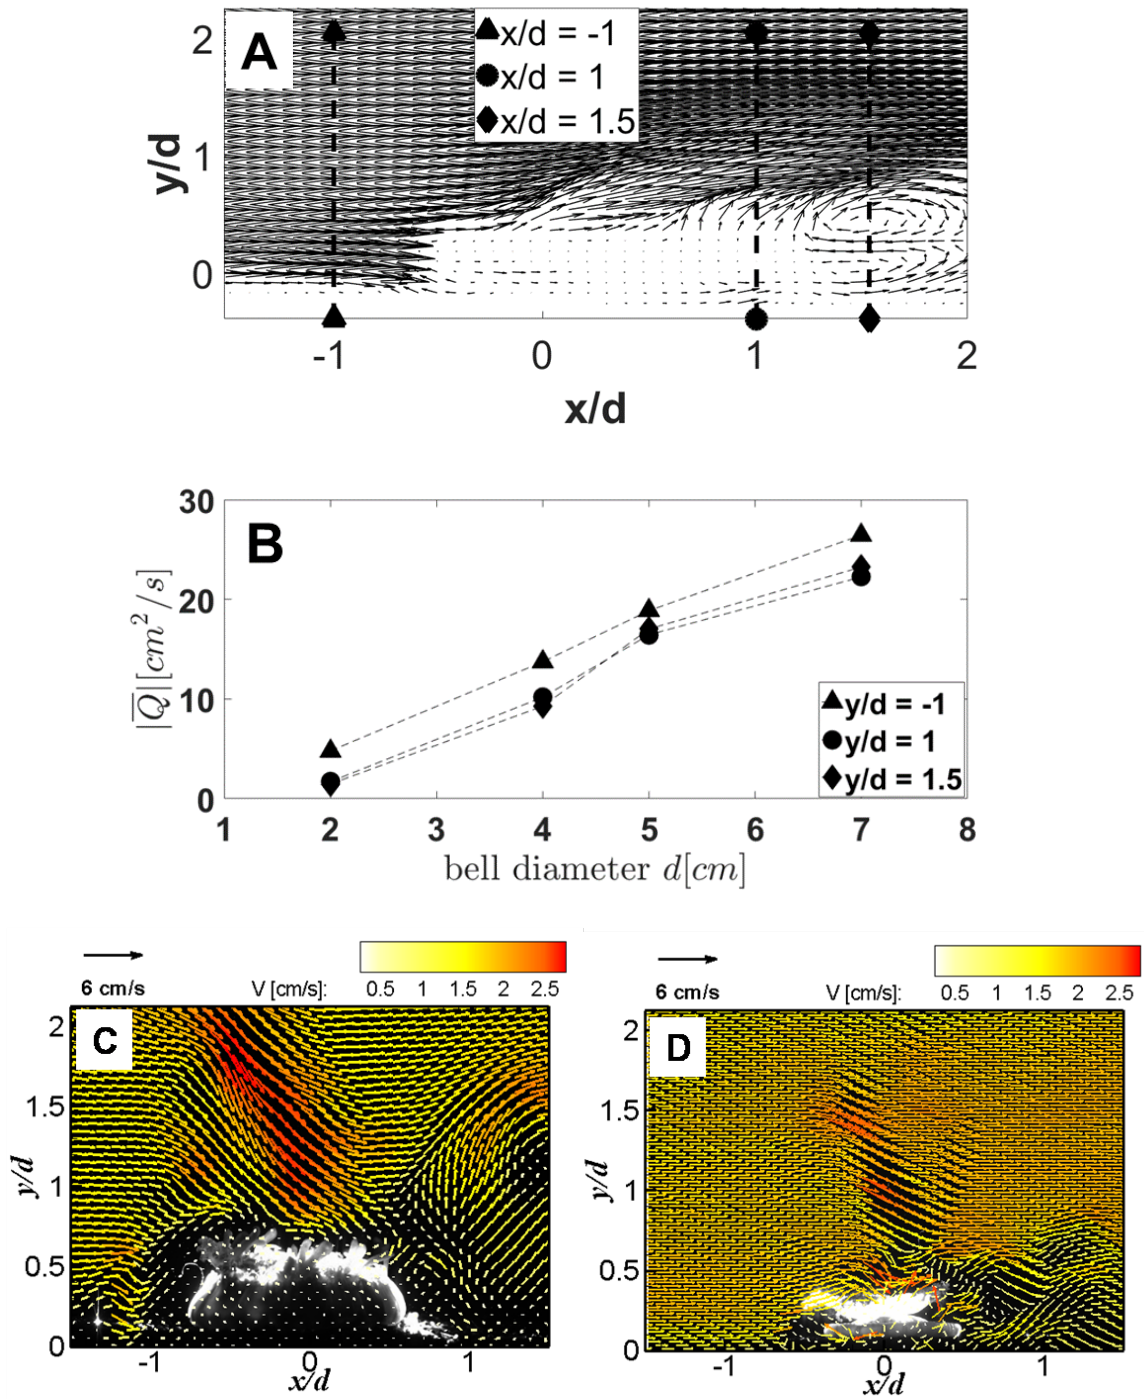 A
x/d = -1
x/d = 1
x/d = 1.5
2
1
0
y/d
-1 0 1 2
x/d
B
30
20
10
0
|Q̅|[cm²/s]
y/d = -1
y/d = 1
y/d = 1.5
1 2 3 4 5 6 7 8
bell diameter d[cm]
6 cm/s
V [cm/s]: 0.5 1 1.5 2 2.5
C
2
1.5
1
0.5
0
y/d
-1 0 1
x/d
6 cm/s
V [cm/s]: 0.5 1 1.5 2 2.5
D
2
1.5
1
0.5
0
y/d
-1 0 1
x/d